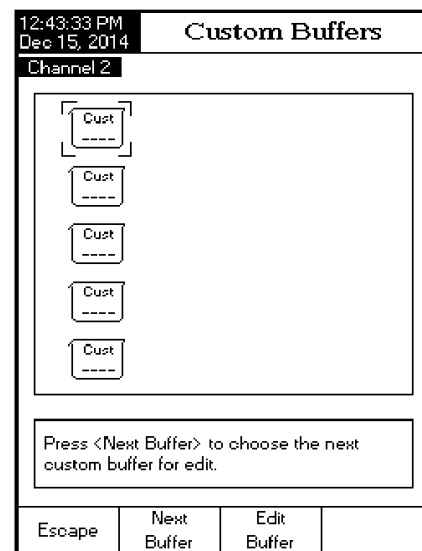 12:43:33 PM
Dec 15, 2014
Custom Buffers
Channel 2
Cust
----
Cust
----
Cust
----
Cust
----
Cust
----
Press <Next Buffer> to choose the next
custom buffer for edit.
Escape
Next
Buffer
Edit
Buffer